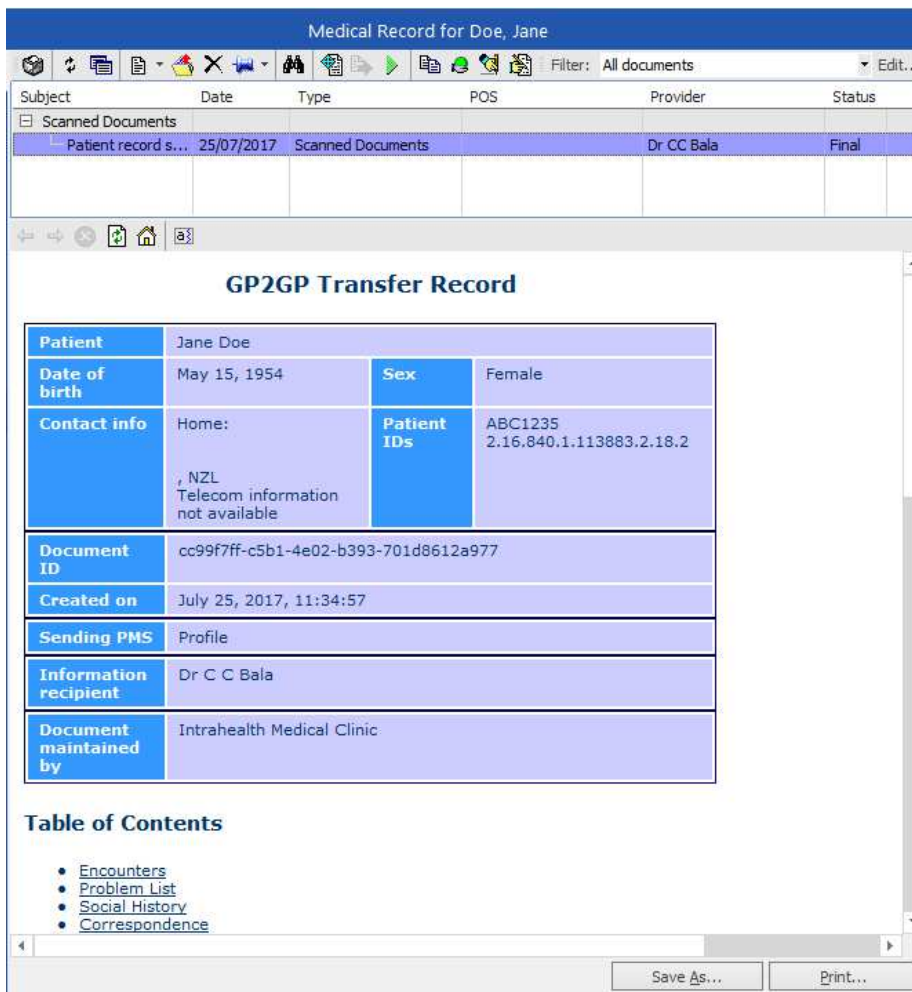 Medical Record for Doe, Jane
Filter: All documents Edit..
Subject Date Type POS Provider Status
Scanned Documents
Patient record s... 25/07/2017 Scanned Documents Dr CC Bala Final
GP2GP Transfer Record
Patient Jane Doe
Date of birth May 15, 1954 Sex Female
Contact info Home: Patient IDs ABC1235
2.16.840.1.113883.2.18.2
, NZL
Telecom information
not available
Document ID cc99f7ff-c5b1-4e02-b393-701d8612a977
Created on July 25, 2017, 11:34:57
Sending PMS Profile
Information recipient Dr C C Bala
Document maintained by Intrahealth Medical Clinic
Table of Contents
Encounters
Problem List
Social History
Correspondence
Save As... Print...